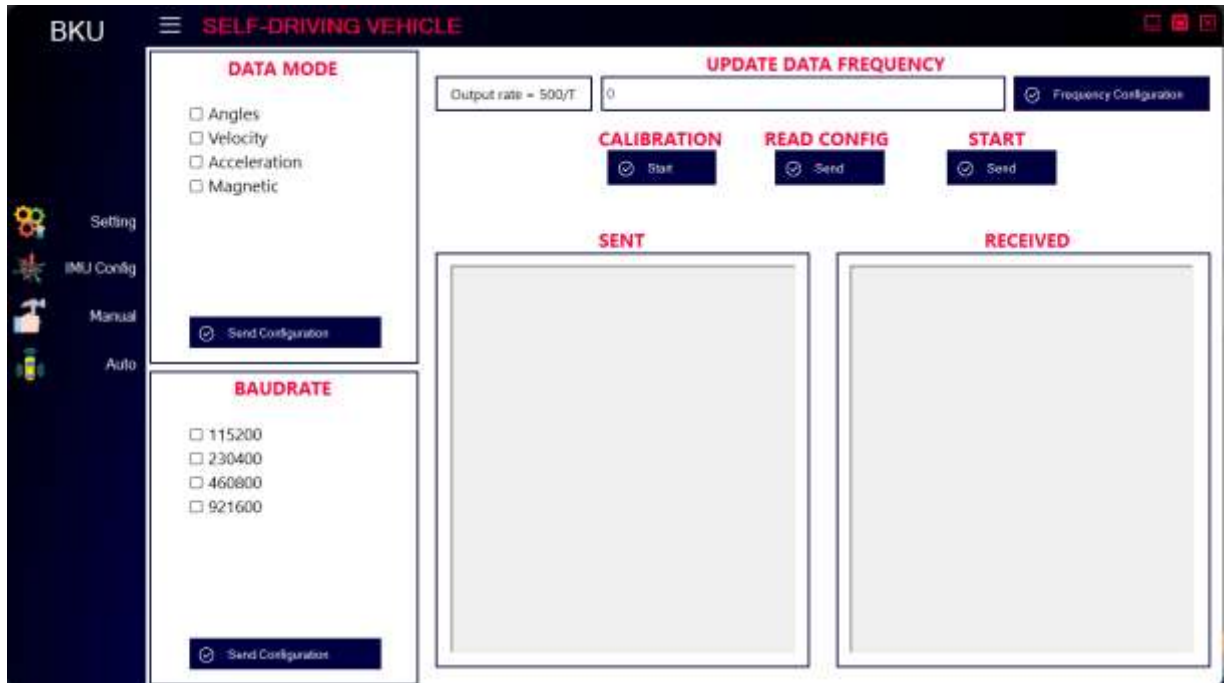 BKU
SELF-DRIVING VEHICLE
Setting
IMU Config
Manual
Auto
DATA MODE
Angles
Velocity
Acceleration
Magnetic
Send Configuration
BAUDRATE
115200
230400
460800
921600
Send Configuration
UPDATE DATA FREQUENCY
Output rate = 500/T
0
Frequency Configuration
CALIBRATION
Start
READ CONFIG
Send
START
Send
SENT
RECEIVED